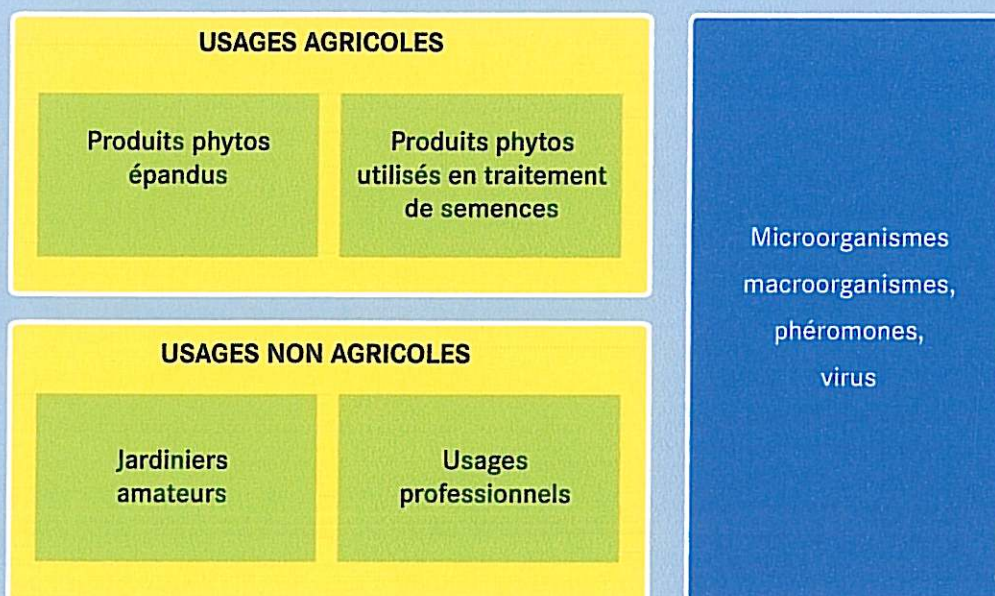 USAGES AGRICOLES
Produits phytos
épandus
Produits phytos
utilisés en traitement
de semences
USAGES NON AGRICOLES
Jardiniers
amateurs
Usages
professionnels
Microorganismes
macroorganismes,
phéromones,
virus